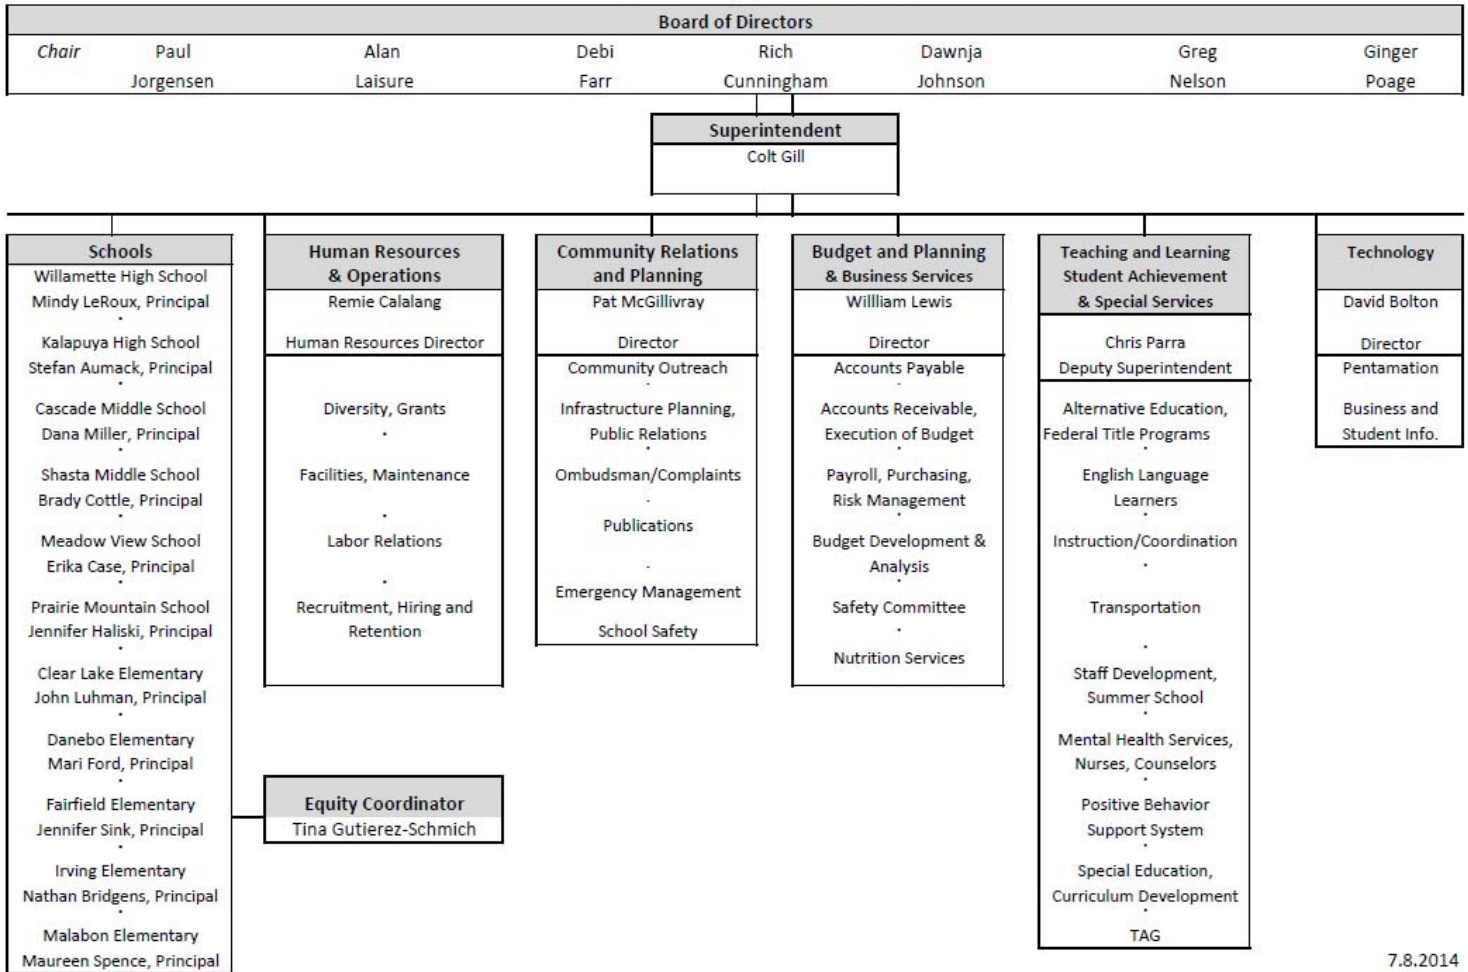 Board of Directors
Chair Paul Alan Debi Rich Dawnja Greg Ginger
Jorgensen Laisure Farr Cunningham Johnson Nelson Poage
Superintendent
Colt Gill
Schools
Willamette High School
Mindy LeRoux, Principal
Kalapuya High School
Stefan Aumack, Principal
Cascade Middle School
Dana Miller, Principal
Shasta Middle School
Brady Cottle, Principal
Meadow View School
Erika Case, Principal
Prairie Mountain School
Jennifer Haliski, Principal
Clear Lake Elementary
John Luhman, Principal
Danebo Elementary
Mari Ford, Principal
Fairfield Elementary
Jennifer Sink, Principal
Irving Elementary
Nathan Bridgens, Principal
Malabon Elementary
Maureen Spence, Principal
Human Resources
& Operations
Remie Calalang
Human Resources Director
Diversity, Grants
Facilities, Maintenance
Labor Relations
Recruitment, Hiring and
Retention
Equity Coordinator
Tina Gutierez-Schmich
Community Relations
and Planning
Pat McGillivray
Director
Community Outreach
Infrastructure Planning,
Public Relations
Ombudsman/Complaints
Publications
Emergency Management
School Safety
Budget and Planning
& Business Services
Willliam Lewis
Director
Accounts Payable
Accounts Receivable,
Execution of Budget
Payroll, Purchasing,
Risk Management
Budget Development &
Analysis
Safety Committee
Nutrition Services
Teaching and Learning
Student Achievement
& Special Services
Chris Parra
Deputy Superintendent
Alternative Education,
Federal Title Programs
English Language
Learners
Instruction/Coordination
Transportation
Staff Development,
Summer School
Mental Health Services,
Nurses, Counselors
Positive Behavior
Support System
Special Education,
Curriculum Development
TAG
Technology
David Bolton
Director
Pentamation
Business and
Student Info.
7.8.2014